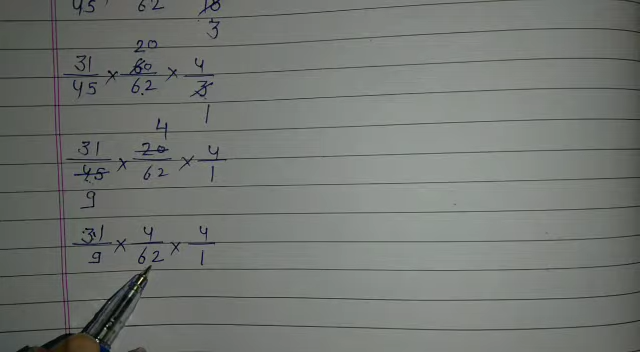 45 62 18
3
20
31/45 × 60/62 × 4/3
1
4
31/45 × 20/62 × 4/1
9
31/9 × 4/62 × 4/1